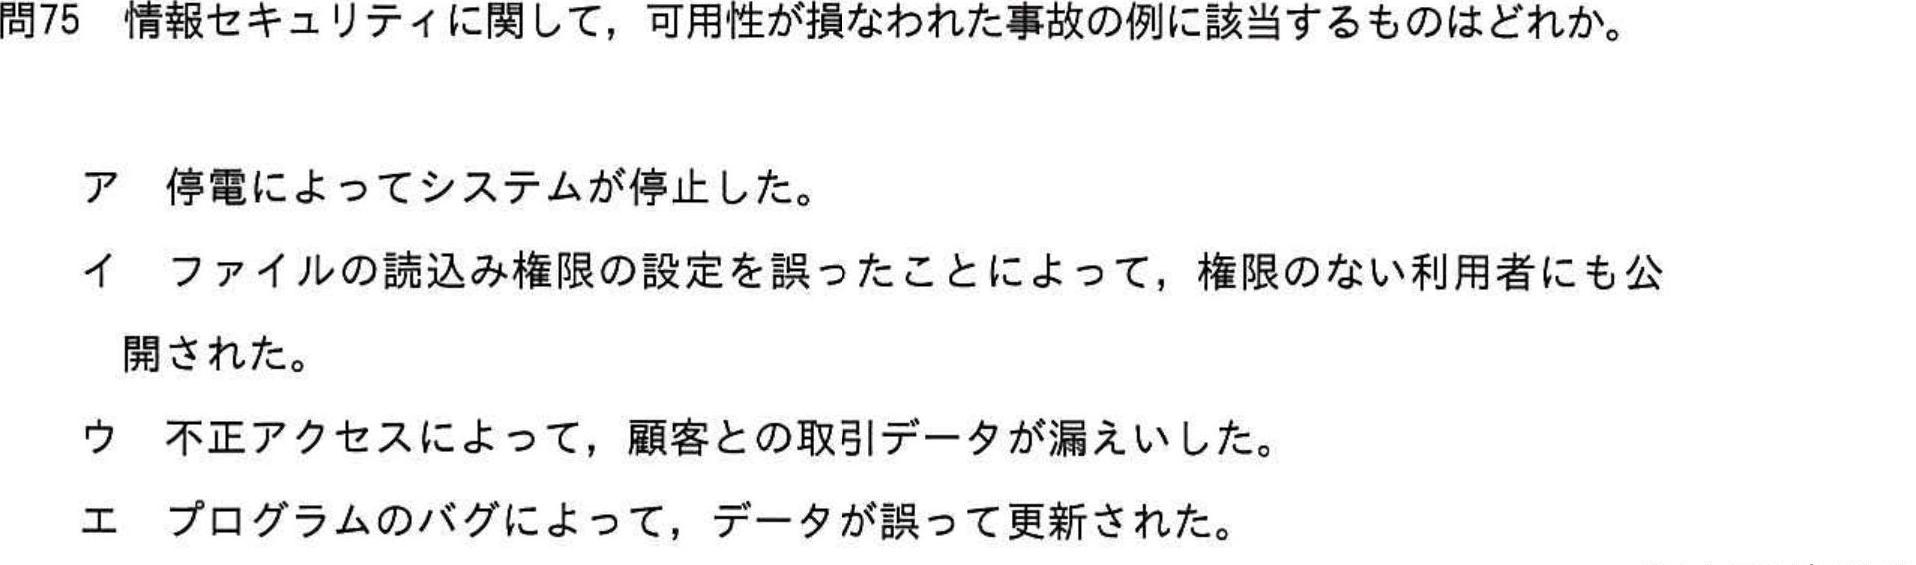 問75 情報セキュリティに関して，可用性が損なわれた事故の例に該当するものはどれか。
ア 停電によってシステムが停止した。
イ ファイルの読込み権限の設定を誤ったことによって，権限のない利用者にも公
開された。
ウ 不正アクセスによって，顧客との取引データが漏えいした。
エ プログラムのバグによって，データが誤って更新された。